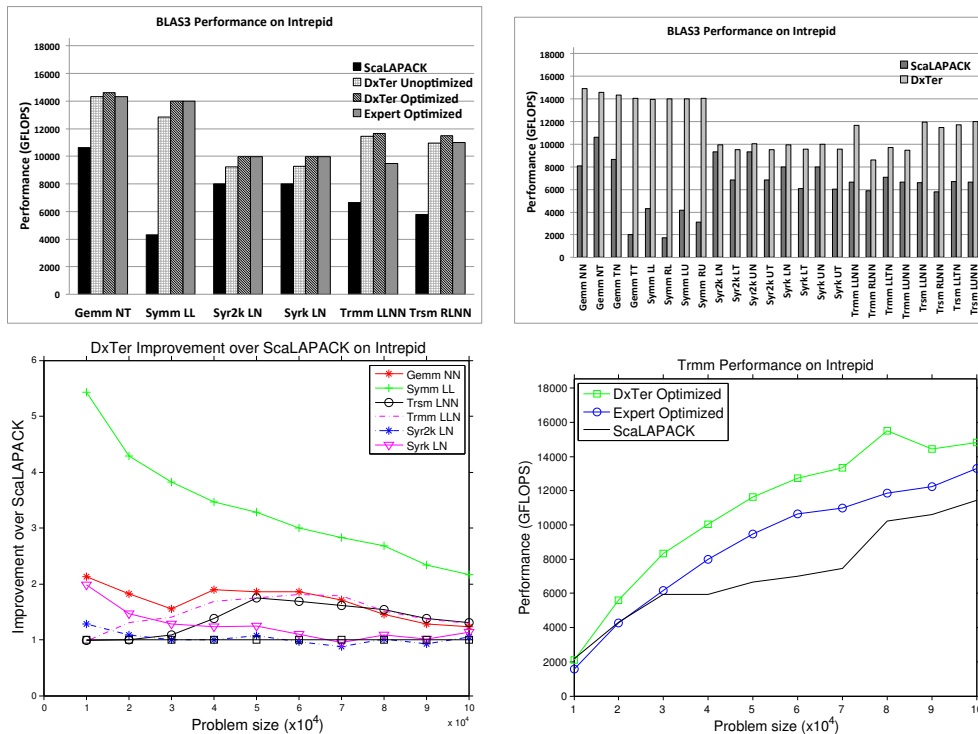 BLAS3 Performance on Intrepid
Performance (GFLOPS)
18000
16000
14000
12000
10000
8000
6000
4000
2000
0
ScaLAPACK
DxTer Unoptimized
DxTer Optimized
Expert Optimized
Gemm NT
Symm LL
Syr2k LN
Syrk LN
Trmm LLNN
Trsm RLNN
BLAS3 Performance on Intrepid
Performance (GFLOPS)
18000
16000
14000
12000
10000
8000
6000
4000
2000
0
ScaLAPACK
DxTer
Gemm NN
Gemm NT
Gemm TN
Gemm TT
Symm LL
Symm RL
Symm LU
Symm RU
Syr2k LN
Syr2k LT
Syr2k UN
Syr2k UT
Syrk LN
Syrk LT
Syrk UN
Syrk UT
Trmm LLNN
Trmm RLNN
Trmm LLTN
Trmm LUNN
Trsm LLNN
Trsm RLNN
Trsm LLTN
Trsm LUNN
DxTer Improvement over ScaLAPACK on Intrepid
Improvement over ScaLAPACK
6
5
4
3
2
1
0
Gemm NN
Symm LL
Trsm LNN
Trmm LLN
Syr2k LN
Syrk LN
0 1 2 3 4 5 6 7 8 9 10
x 10⁴
Problem size (x10⁴)
Trmm Performance on Intrepid
Performance (GFLOPS)
18000
16000
14000
12000
10000
8000
6000
4000
2000
0
DxTer Optimized
Expert Optimized
ScaLAPACK
1 2 3 4 5 6 7 8 9 10
Problem size (x10⁴)